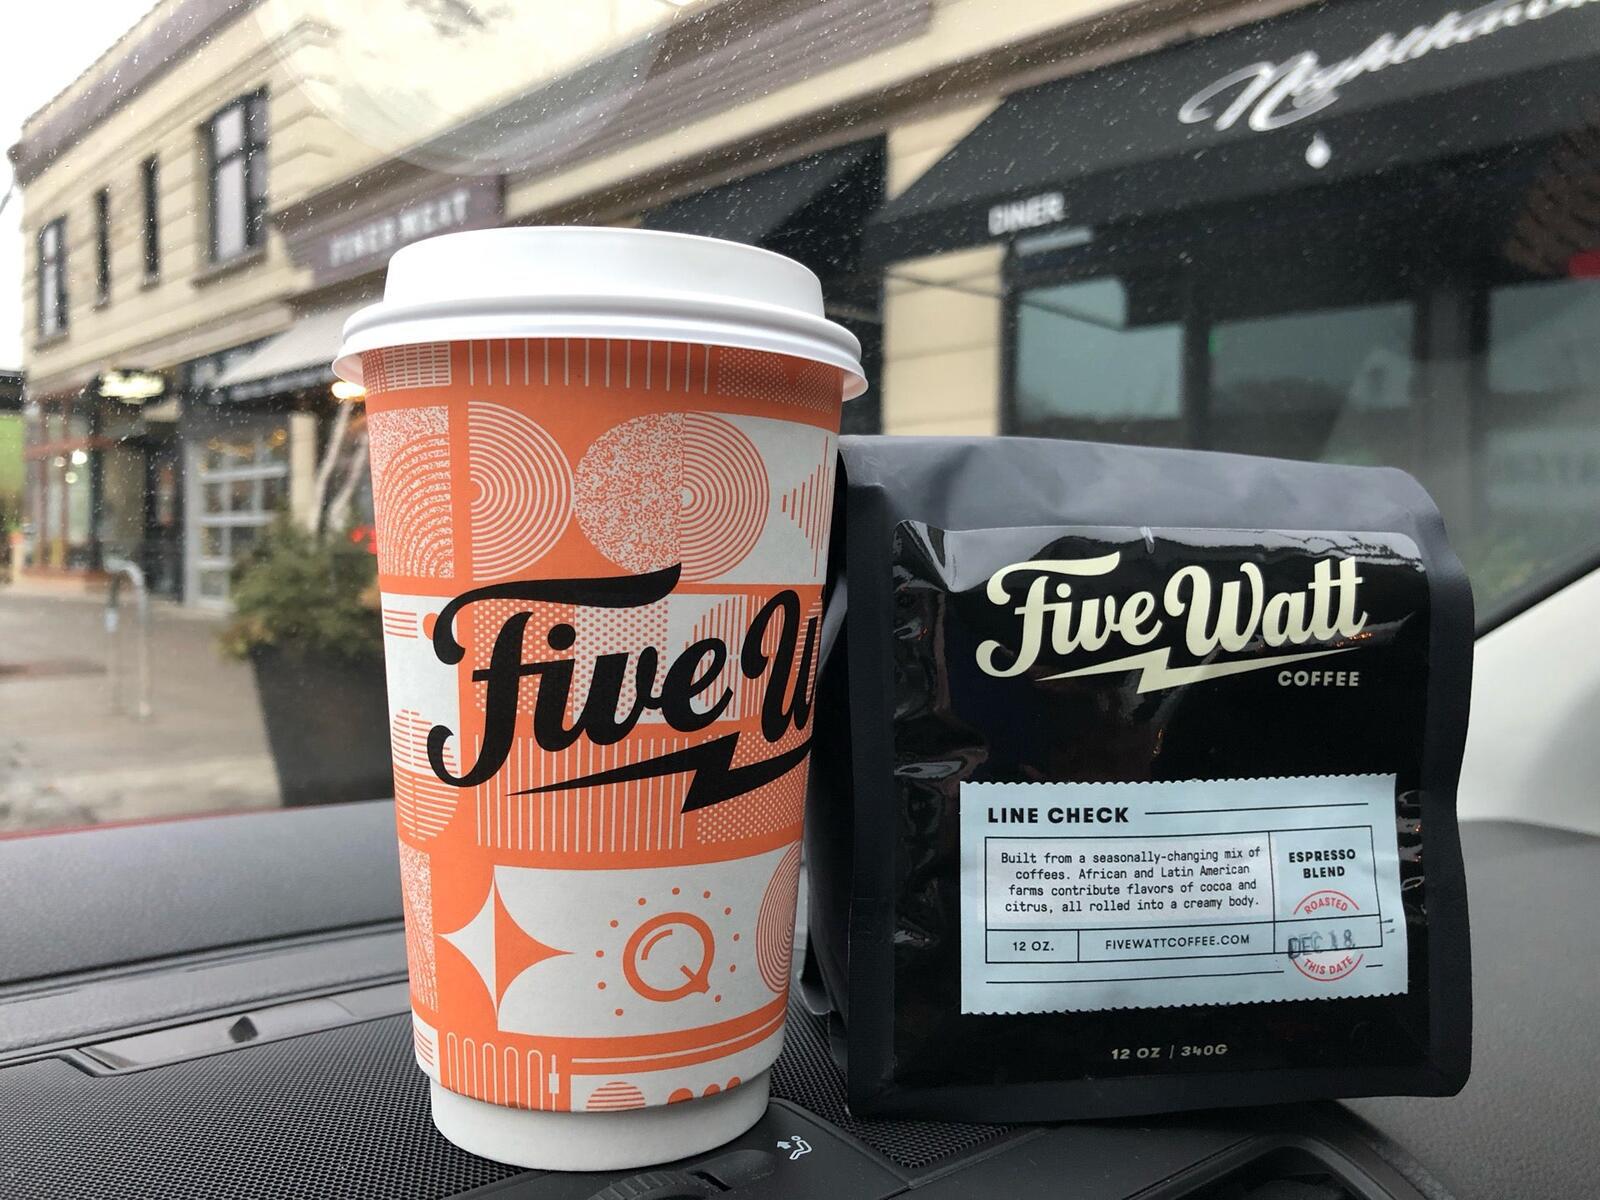 Nighthawks
DINER
Five W
Five Watt
COFFEE
LINE CHECK
Built from a seasonally-changing mix of
coffees. African and Latin American
farms contribute flavors of cocoa and
citrus, all rolled into a creamy body.
ESPRESSO
BLEND
ROASTED
DEC 18
THIS DATE
12 OZ.
FIVEWATTCOFFEE.COM
12 OZ | 340G